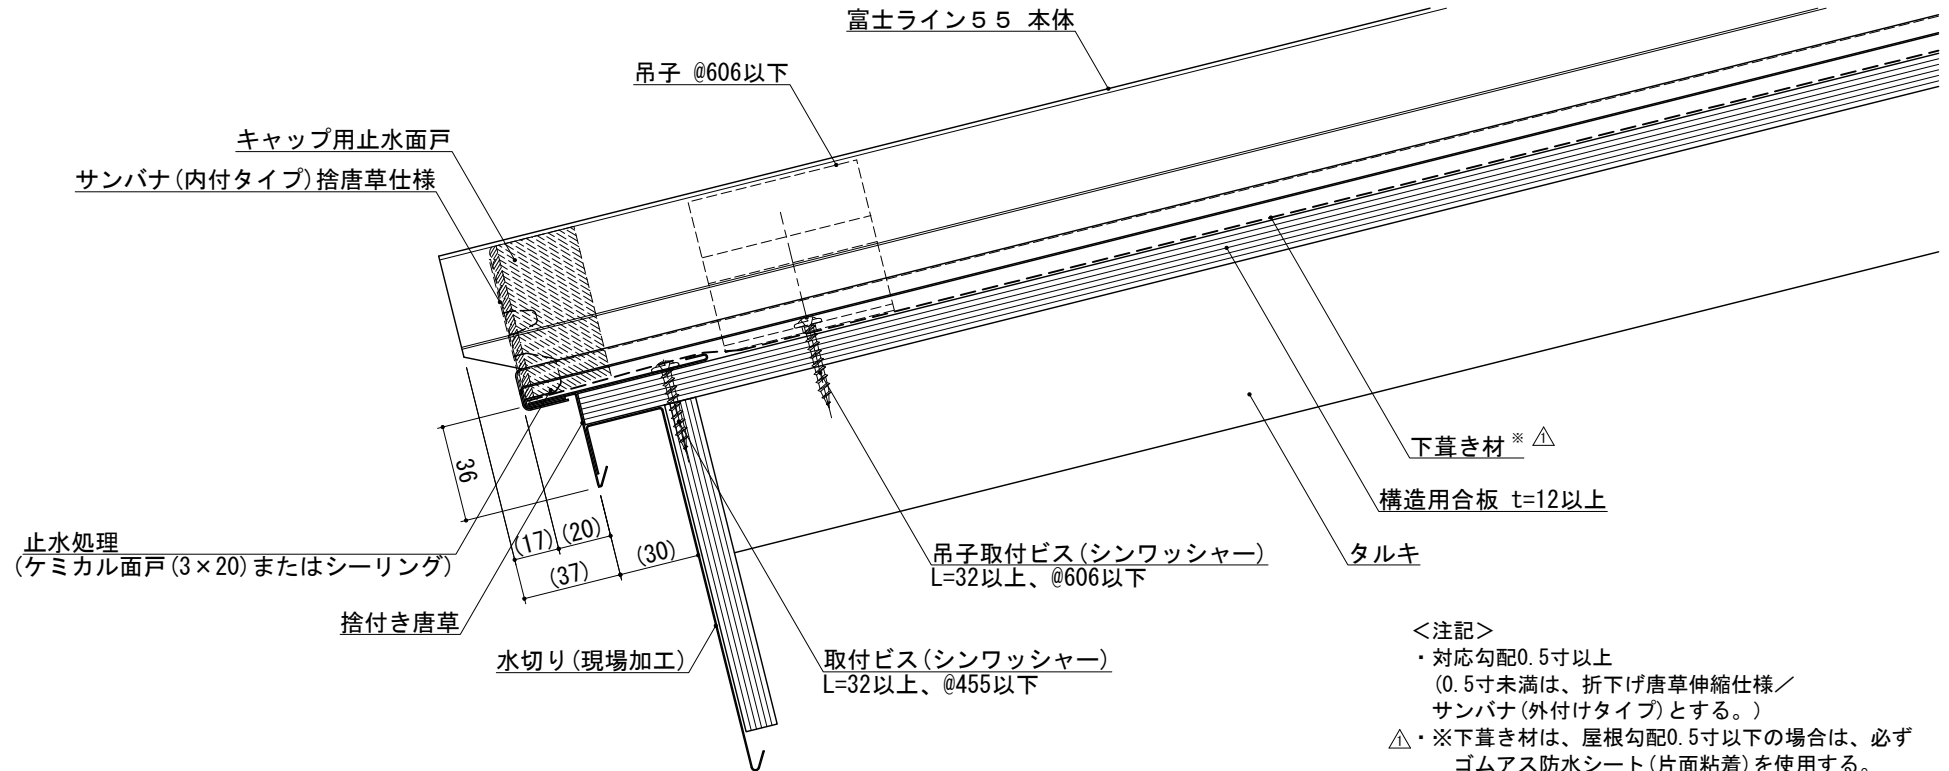 富士ライン５５ 本体
吊子 @606以下
キャップ用止水面戸
サンバナ(内付タイプ)捨唐草仕様
下葺き材※ △1
構造用合板 t=12以上
タルキ
36
(17)
(20)
(37)
(30)
止水処理
(ケミカル面戸(3×20)またはシーリング)
捨付き唐草
水切り(現場加工)
吊子取付ビス(シンワッシャー)
L=32以上、@606以下
取付ビス(シンワッシャー)
L=32以上、@455以下
＜注記＞
・対応勾配0.5寸以上
(0.5寸未満は、折下げ唐草伸縮仕様／
サンバナ(外付けタイプ)とする。)
△1・※下葺き材は、屋根勾配0.5寸以下の場合は、必ず
ゴムアス防水シート(片面粘着)を使用する。